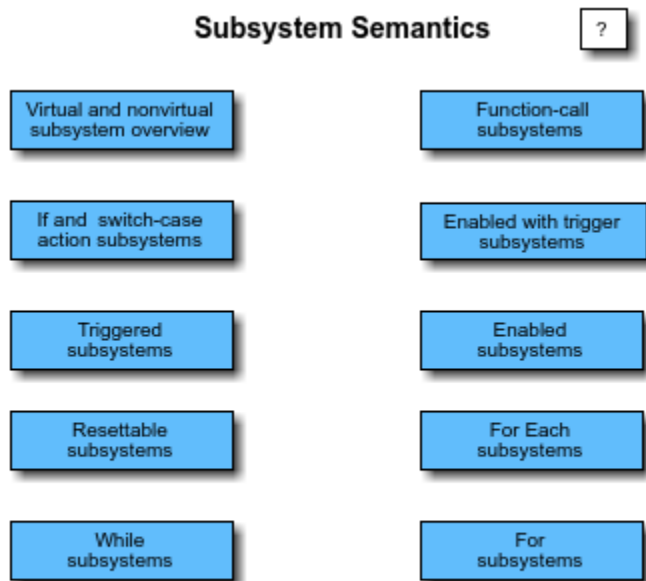 Subsystem Semantics
?
Virtual and nonvirtual
subsystem overview
Function-call
subsystems
If and switch-case
action subsystems
Enabled with trigger
subsystems
Triggered
subsystems
Enabled
subsystems
Resettable
subsystems
For Each
subsystems
While
subsystems
For
subsystems